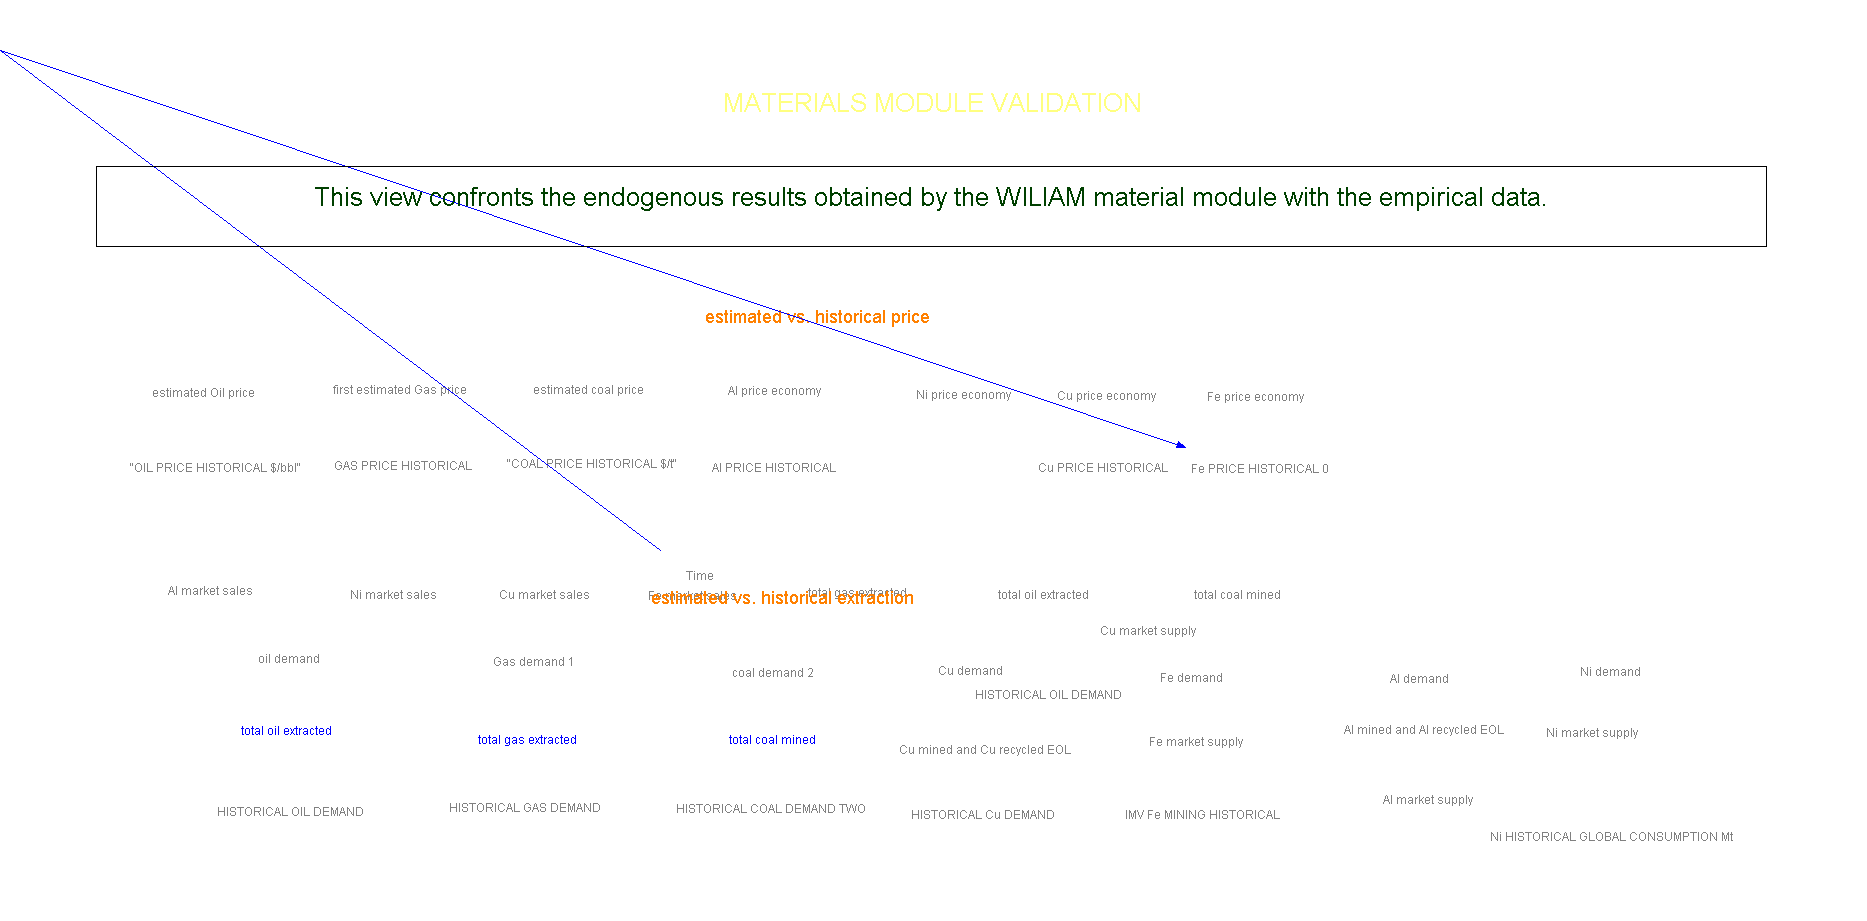 MATERIALS MODULE VALIDATION
This view confronts the endogenous results obtained by the WILIAM material module with the empirical data.
estimated vs. historical price
estimated Oil price
first estimated Gas price
estimated coal price
Al price economy
Ni price economy
Cu price economy
Fe price economy
"OIL PRICE HISTORICAL $/bbl"
GAS PRICE HISTORICAL
"COAL PRICE HISTORICAL $/t"
Al PRICE HISTORICAL
Cu PRICE HISTORICAL
Fe PRICE HISTORICAL 0
Time
Al market sales
Ni market sales
Cu market sales
Fe market sales
estimated vs. historical extraction
total gas extracted
total oil extracted
total coal mined
Cu market supply
oil demand
Gas demand 1
coal demand 2
Cu demand
Fe demand
Al demand
Ni demand
HISTORICAL OIL DEMAND
total oil extracted
total gas extracted
total coal mined
Cu mined and Cu recycled EOL
Fe market supply
Al mined and Al recycled EOL
Ni market supply
HISTORICAL OIL DEMAND
HISTORICAL GAS DEMAND
HISTORICAL COAL DEMAND TWO
HISTORICAL Cu DEMAND
IMV Fe MINING HISTORICAL
Al market supply
Ni HISTORICAL GLOBAL CONSUMPTION Mt